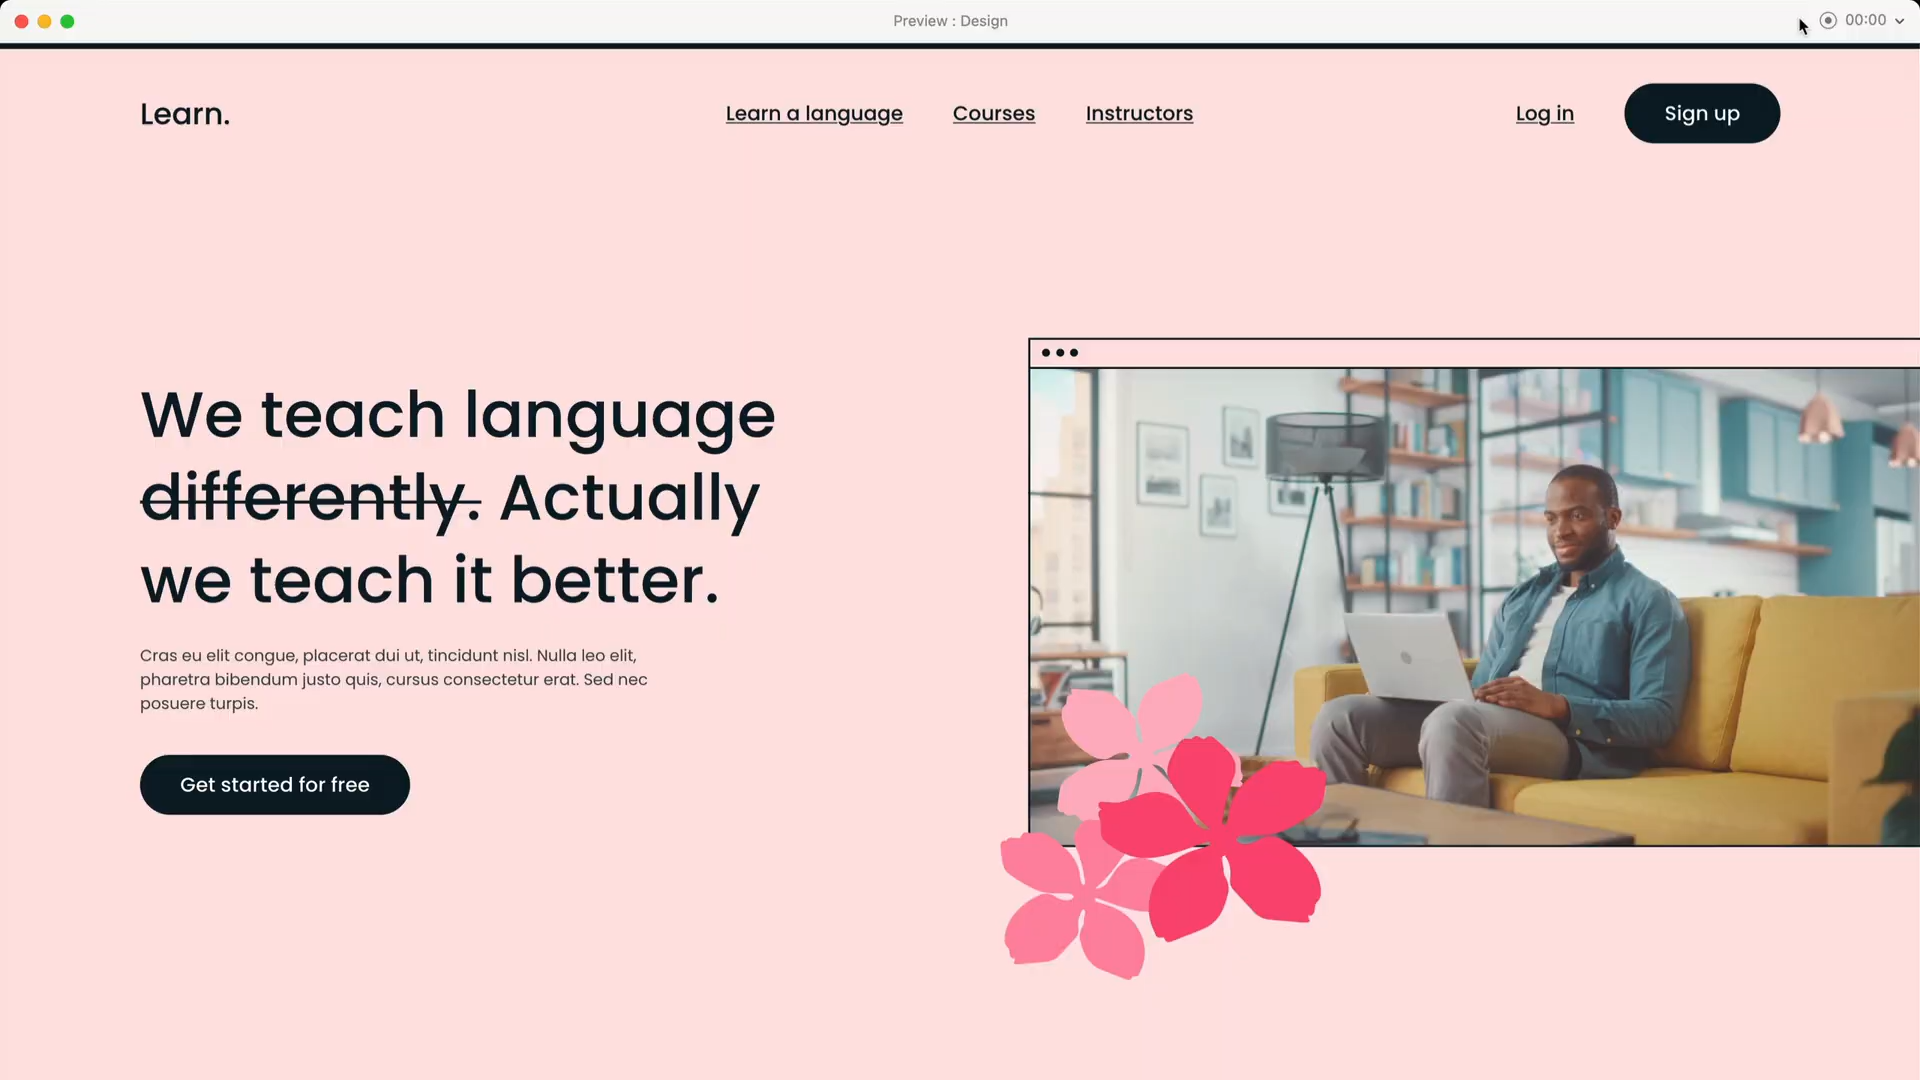 Preview : Design
00:00
Learn.
Learn a language
Courses
Instructors
Log in
Sign up
We teach language
differently. Actually
we teach it better.
Cras eu elit congue, placerat dui ut, tincidunt nisl. Nulla leo elit,
pharetra bibendum justo quis, cursus consectetur erat. Sed nec
posuere turpis.
Get started for free